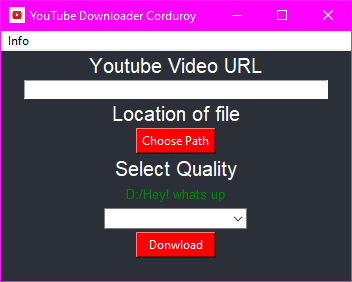 YouTube Downloader Corduroy
Info
Youtube Video URL
Location of file
Choose Path
Select Quality
D:/Hey! whats up
Donwload